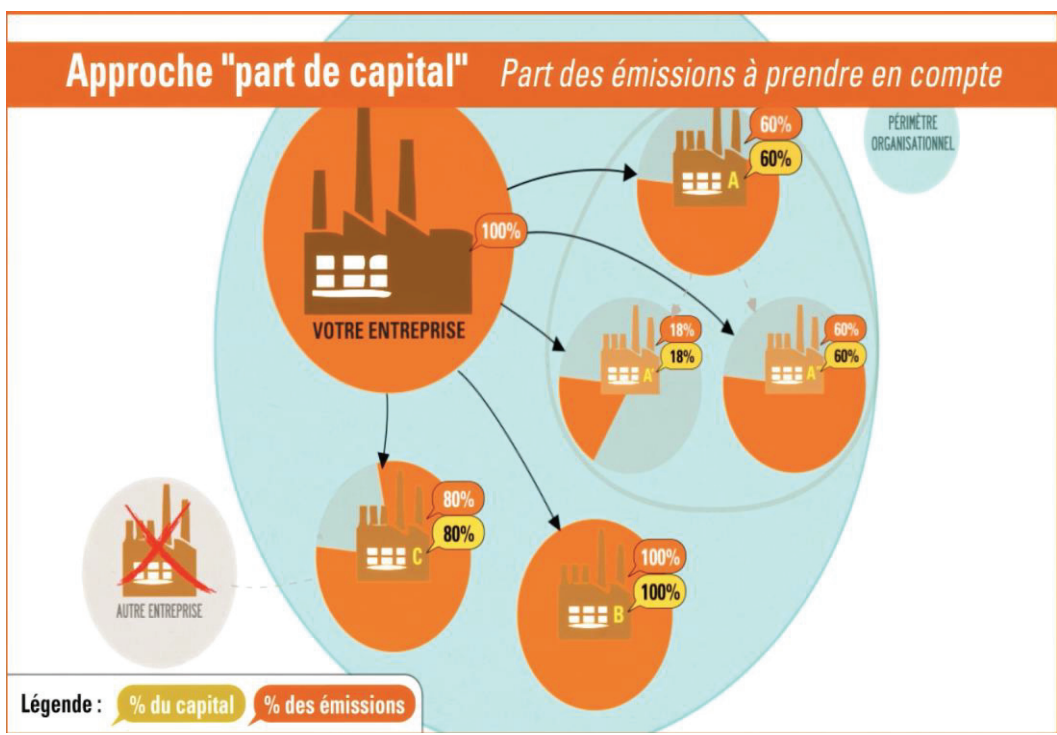 Approche "part de capital" Part des émissions à prendre en compte
PÉRIMÈTRE
ORGANISATIONNEL
60%
60%
A
100%
VOTRE ENTREPRISE
18%
18%
A'
60%
60%
A'
80%
80%
C
100%
100%
B
AUTRE ENTREPRISE
Légende : % du capital % des émissions